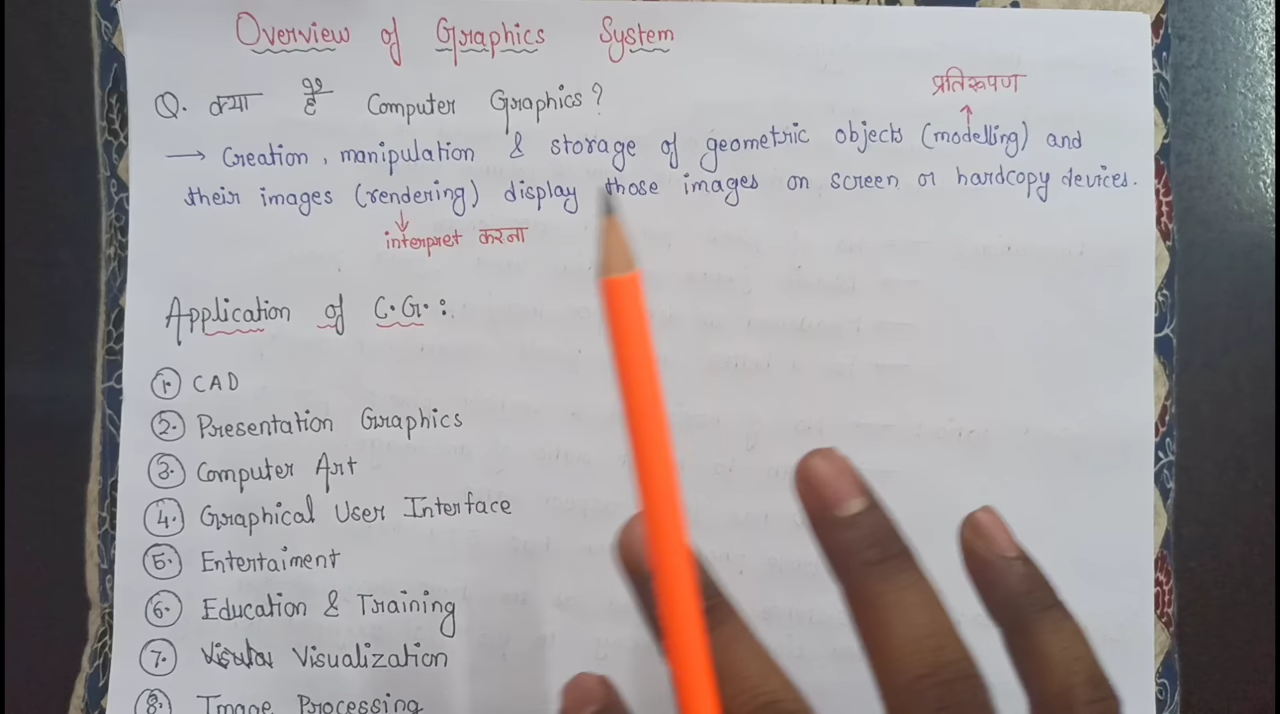 Overview of Graphics System
प्रतिरूपण
Q. क्या है Computer Graphics?
→ Creation, manipulation & storage of geometric objects (modelling) and
their images (rendering) display those images on screen or hardcopy devices.
interpret करना
Application of C.G. :
1. CAD
2. Presentation Graphics
3. Computer Art
4. Graphical User Interface
5. Entertaiment
6. Education & Training
7. Visualization
8. Image Processing